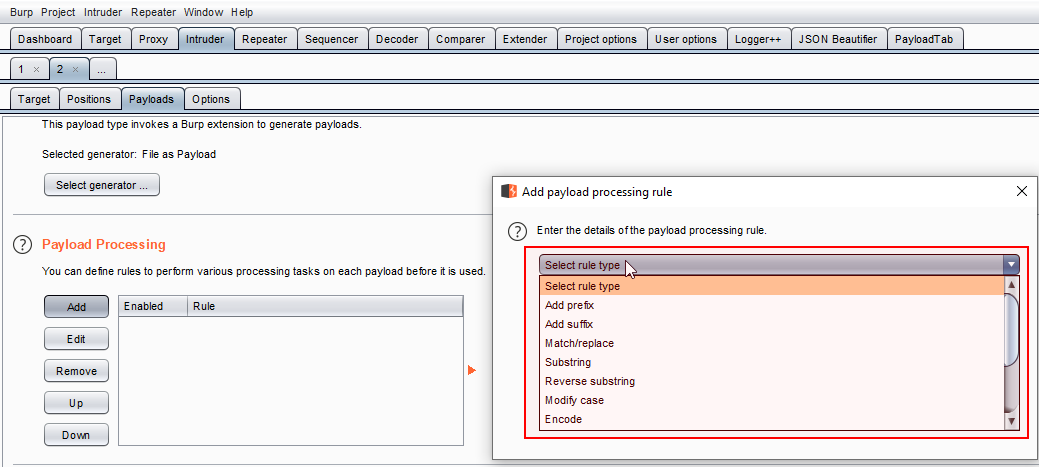 Burp Project Intruder Repeater Window Help
Dashboard Target Proxy Intruder Repeater Sequencer Decoder Comparer Extender Project options User options Logger++ JSON Beautifier PayloadTab
1 × 2 × ...
Target Positions Payloads Options
This payload type invokes a Burp extension to generate payloads.
Selected generator: File as Payload
Select generator ...
? Payload Processing
You can define rules to perform various processing tasks on each payload before it is used.
Add
Edit
Remove
Up
Down
Enabled Rule
Add payload processing rule
? Enter the details of the payload processing rule.
Select rule type
Select rule type
Add prefix
Add suffix
Match/replace
Substring
Reverse substring
Modify case
Encode